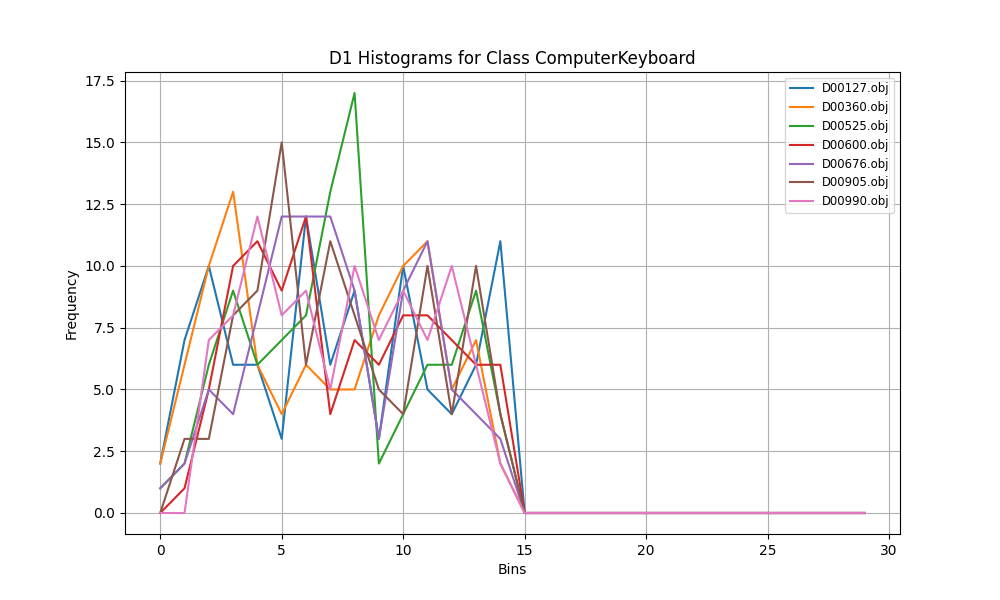 D1 Histograms for Class ComputerKeyboard
17.5
15.0
12.5
10.0
7.5
5.0
2.5
0.0
Frequency
D00127.obj
D00360.obj
D00525.obj
D00600.obj
D00676.obj
D00905.obj
D00990.obj
0 5 10 15 20 25 30
Bins